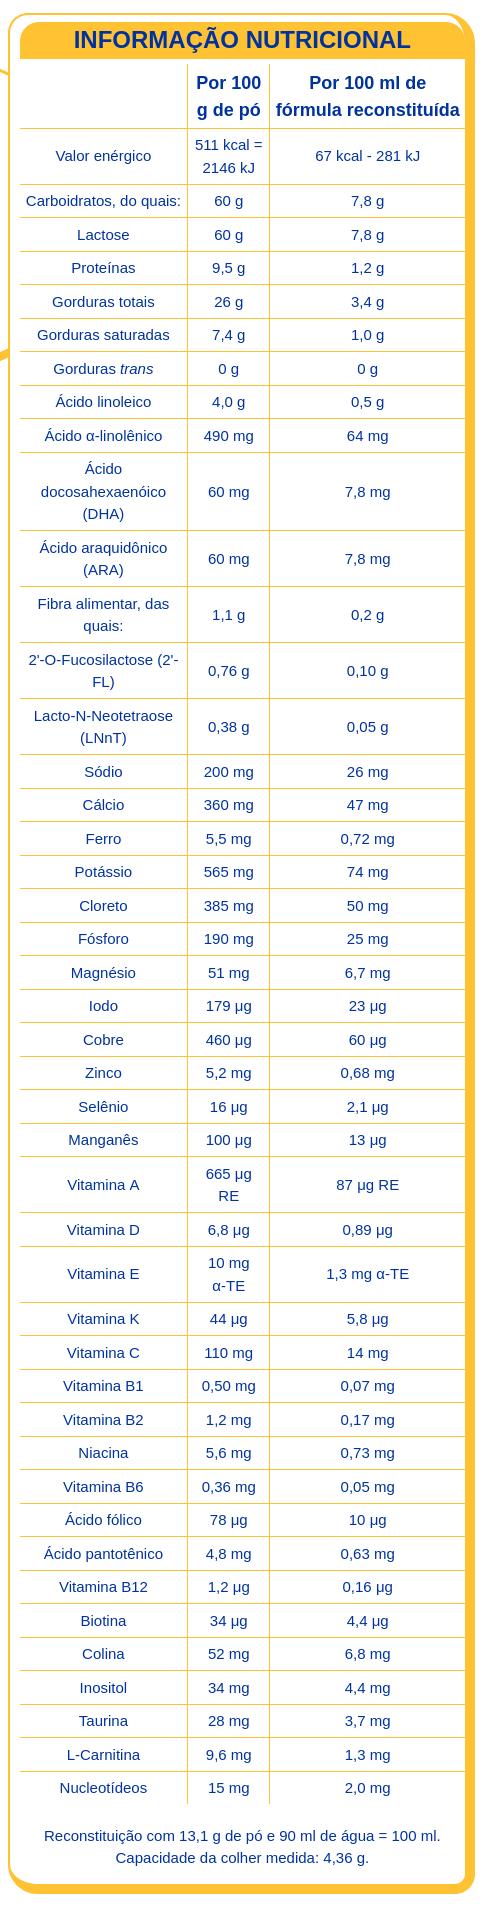 INFORMAÇÃO NUTRICIONAL
Por 100 g de pó Por 100 ml de fórmula reconstituída
Valor enérgico 511 kcal = 2146 kJ 67 kcal - 281 kJ
Carboidratos, do quais: 60 g 7,8 g
Lactose 60 g 7,8 g
Proteínas 9,5 g 1,2 g
Gorduras totais 26 g 3,4 g
Gorduras saturadas 7,4 g 1,0 g
Gorduras trans 0 g 0 g
Ácido linoleico 4,0 g 0,5 g
Ácido α-linolênico 490 mg 64 mg
Ácido docosahexaenóico (DHA) 60 mg 7,8 mg
Ácido araquidônico (ARA) 60 mg 7,8 mg
Fibra alimentar, das quais: 1,1 g 0,2 g
2'-O-Fucosilactose (2'-FL) 0,76 g 0,10 g
Lacto-N-Neotetraose (LNnT) 0,38 g 0,05 g
Sódio 200 mg 26 mg
Cálcio 360 mg 47 mg
Ferro 5,5 mg 0,72 mg
Potássio 565 mg 74 mg
Cloreto 385 mg 50 mg
Fósforo 190 mg 25 mg
Magnésio 51 mg 6,7 mg
Iodo 179 μg 23 μg
Cobre 460 μg 60 μg
Zinco 5,2 mg 0,68 mg
Selênio 16 μg 2,1 μg
Manganês 100 μg 13 μg
Vitamina A 665 μg RE 87 μg RE
Vitamina D 6,8 μg 0,89 μg
Vitamina E 10 mg α-TE 1,3 mg α-TE
Vitamina K 44 μg 5,8 μg
Vitamina C 110 mg 14 mg
Vitamina B1 0,50 mg 0,07 mg
Vitamina B2 1,2 mg 0,17 mg
Niacina 5,6 mg 0,73 mg
Vitamina B6 0,36 mg 0,05 mg
Ácido fólico 78 μg 10 μg
Ácido pantotênico 4,8 mg 0,63 mg
Vitamina B12 1,2 μg 0,16 μg
Biotina 34 μg 4,4 μg
Colina 52 mg 6,8 mg
Inositol 34 mg 4,4 mg
Taurina 28 mg 3,7 mg
L-Carnitina 9,6 mg 1,3 mg
Nucleotídeos 15 mg 2,0 mg
Reconstituição com 13,1 g de pó e 90 ml de água = 100 ml.
Capacidade da colher medida: 4,36 g.